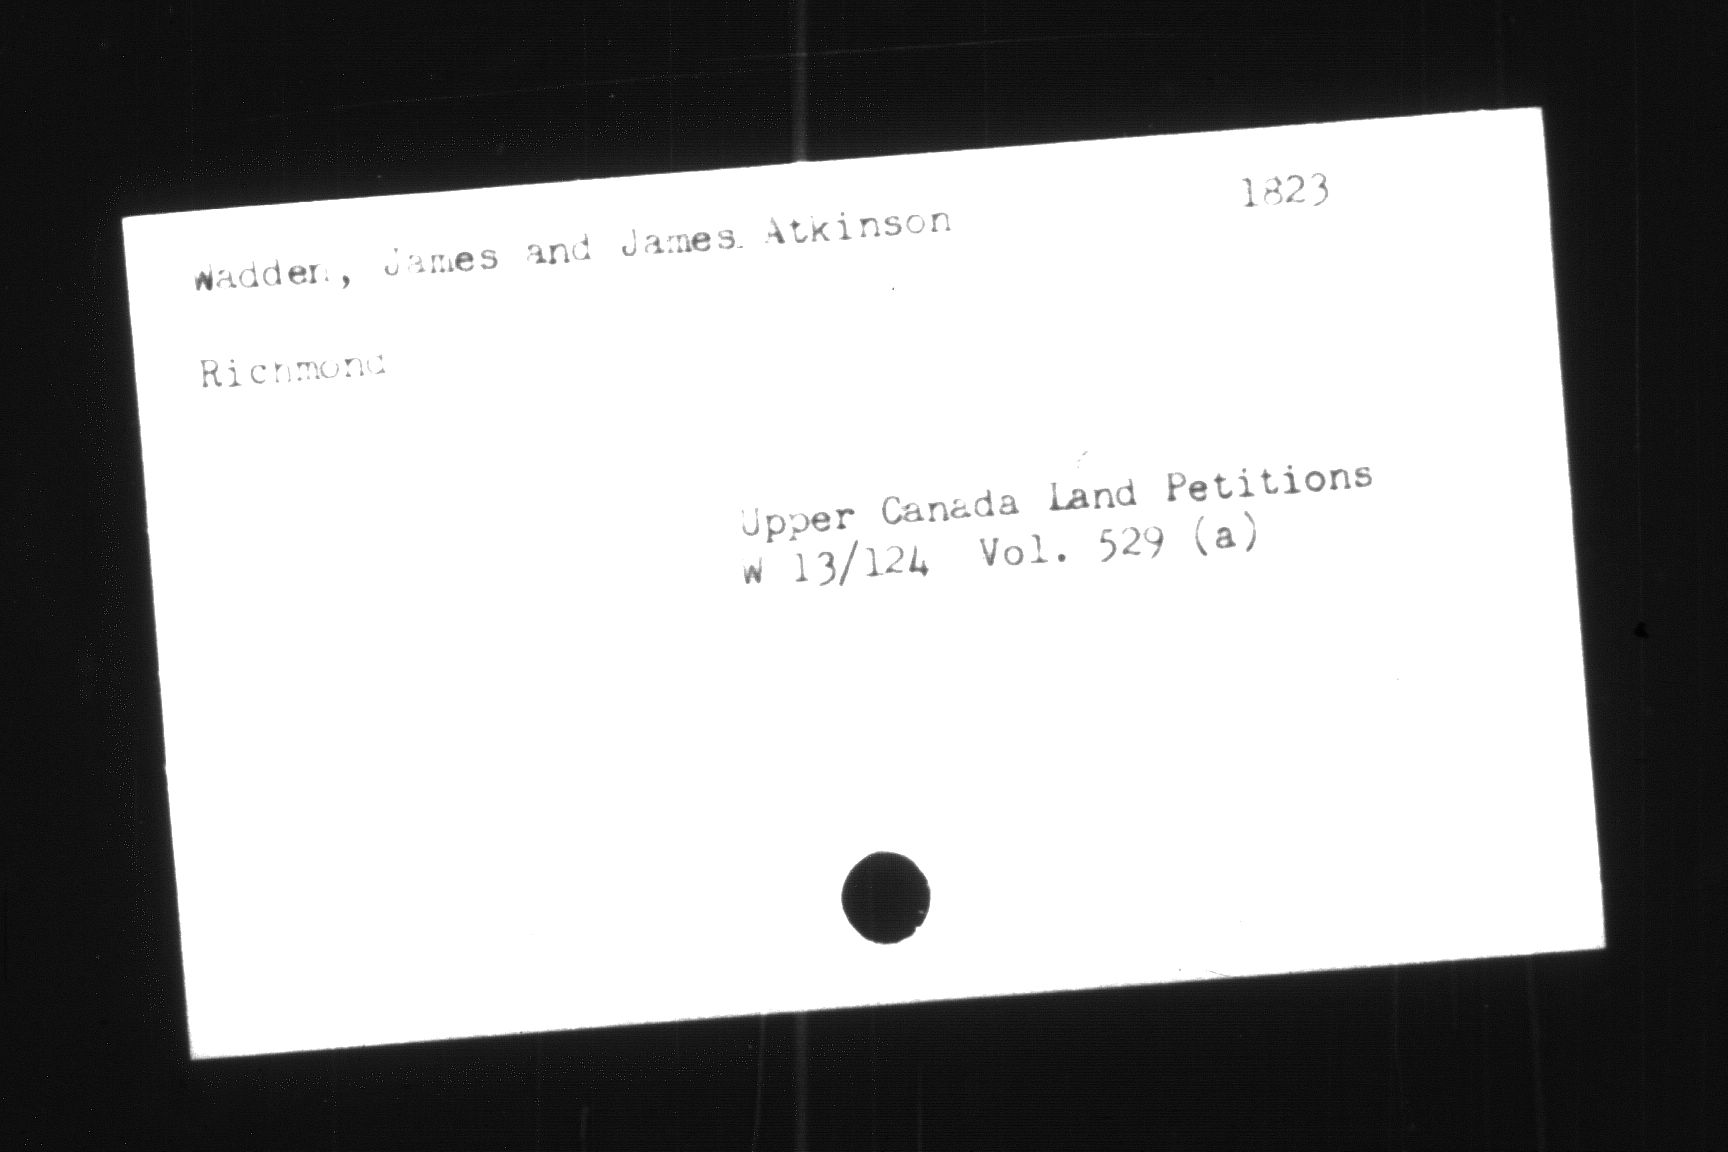 Wadden, James and James Atkinson 1823
Richmond
Upper Canada Land Petitions
W 13/124 Vol. 529 (a)